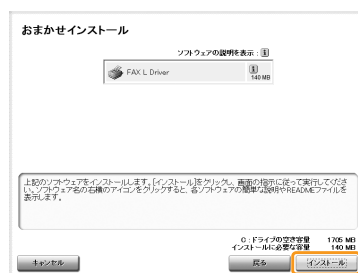 おまかせインストール
ソフトウェアの説明を表示 : i
FAX L Driver
i
140 MB
上記のソフトウェアをインストールします。[インストール]をクリックし、画面の指示に従って実行してくださ
い。ソフトウェア名の右横のアイコンをクリックすると、各ソフトウェアの簡単な説明やREADMEファイルを
表示します。
C : ドライブの空き容量 1705 MB
インストールに必要な容量 140 MB
キャンセル
戻る
インストール